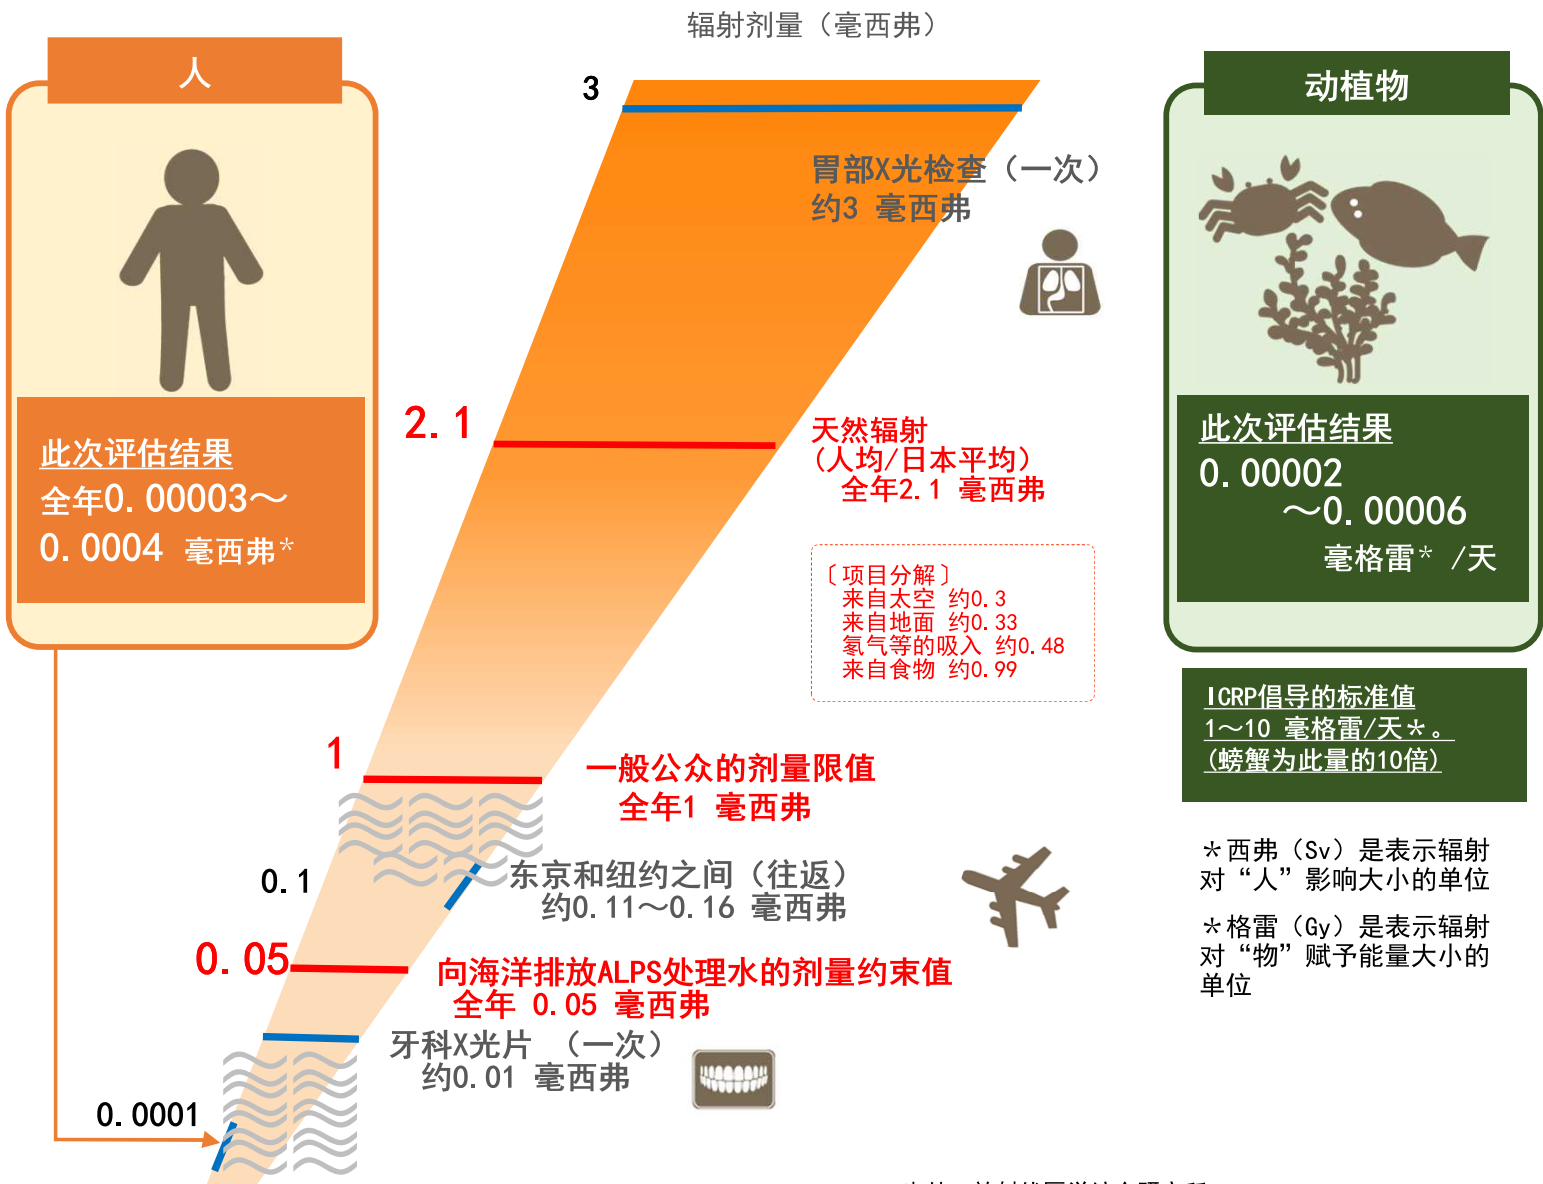 辐射剂量（毫西弗）
人
此次评估结果
全年0.00003～
0.0004 毫西弗*
3
胃部X光检查（一次）
约3 毫西弗
2.1
天然辐射
(人均/日本平均)
全年2.1 毫西弗
〔项目分解〕
来自太空 约0.3
来自地面 约0.33
氡气等的吸入 约0.48
来自食物 约0.99
1
一般公众的剂量限值
全年1 毫西弗
0.1
东京和纽约之间（往返）
约0.11～0.16 毫西弗
0.05
向海洋排放ALPS处理水的剂量约束值
全年 0.05 毫西弗
牙科X光片 （一次）
约0.01 毫西弗
0.0001
动植物
此次评估结果
0.00002
～0.00006
毫格雷* /天
ICRP倡导的标准值
1～10 毫格雷/天*。
(螃蟹为此量的10倍)
*西弗（Sv）是表示辐射
对“人”影响大小的单位
*格雷（Gy）是表示辐射
对“物”赋予能量大小的
单位